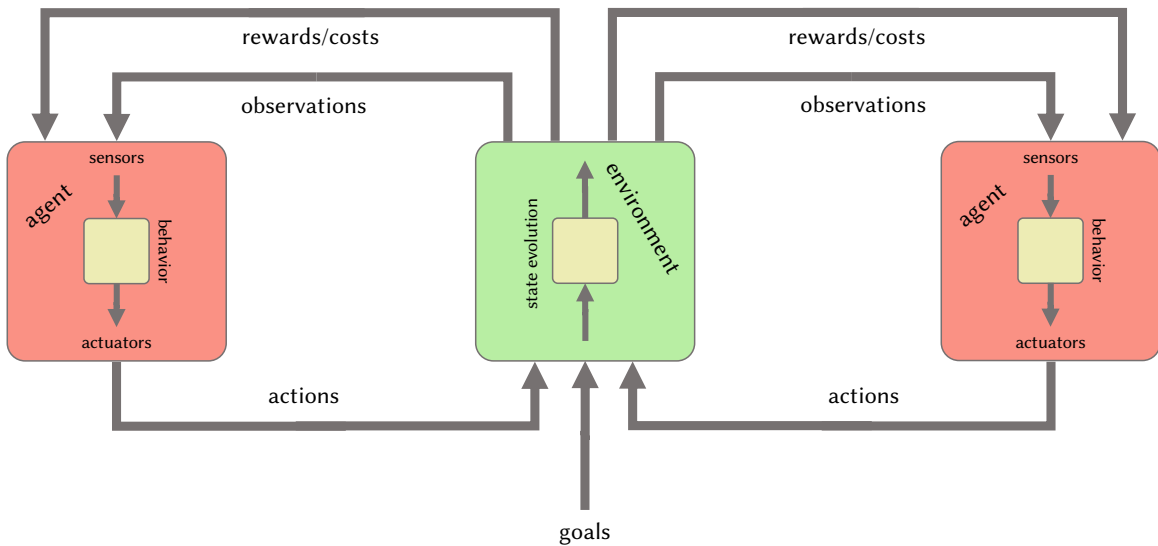 rewards/costs
rewards/costs
observations
observations
sensors
agent
behavior
actuators
environment
state evolution
sensors
agent
behavior
actuators
actions
actions
goals